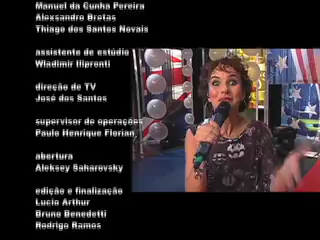 Manuel da Cunha Pereira
Alexsandro Bretas
Thiago dos Santos Novais
assistente de estúdio
Wladimir Ilipronti
direção de TV
José dos Santos
supervisor de operações
Paulo Henrique Florian
abertura
Aleksey Saharovsky
edição e finalização
Lucio Arthur
Bruno Benedetti
Rodrigo Ramos